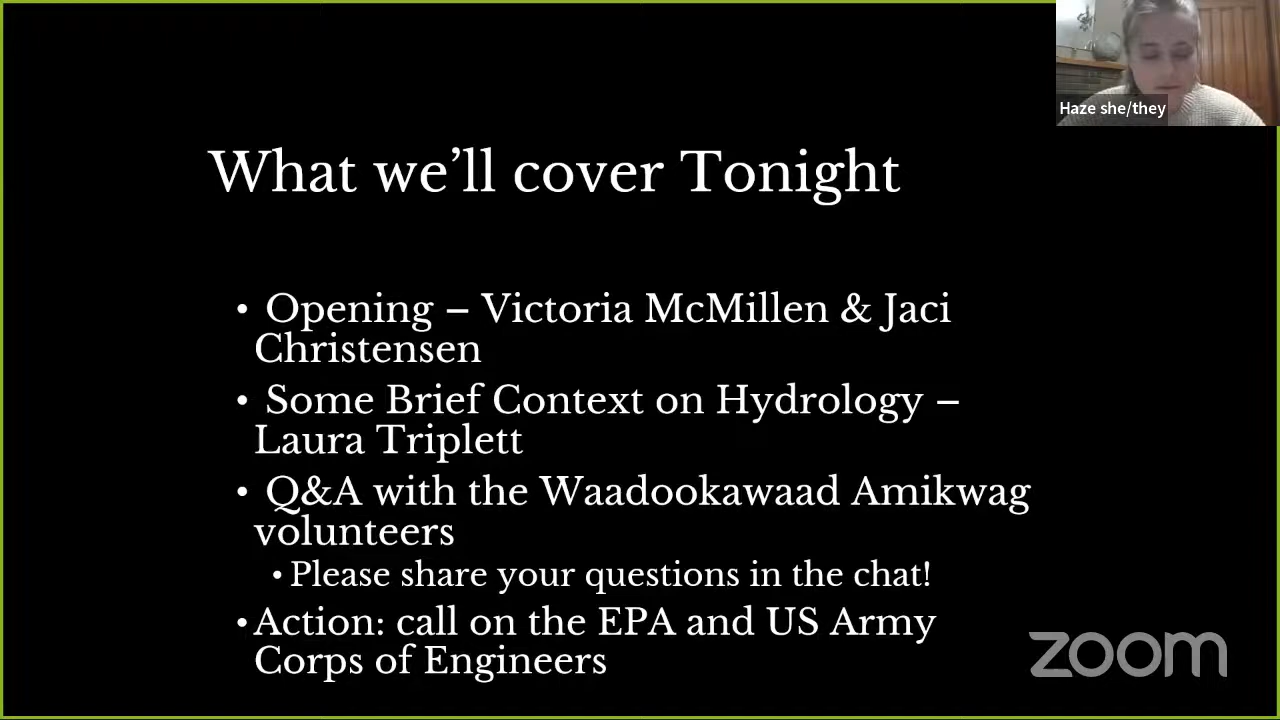 Haze she/they
What we’ll cover Tonight
• Opening – Victoria McMillen & Jaci
Christensen
• Some Brief Context on Hydrology –
Laura Triplett
• Q&A with the Waadookawaad Amikwag
volunteers
• Please share your questions in the chat!
• Action: call on the EPA and US Army
Corps of Engineers
zoom